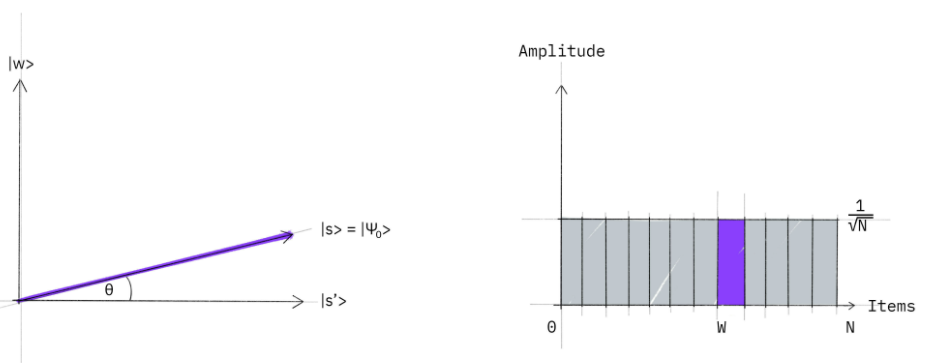 |w>
|s> = |Ψ₀>
θ
|s'>
Amplitude
1
√N
Items
0
W
N